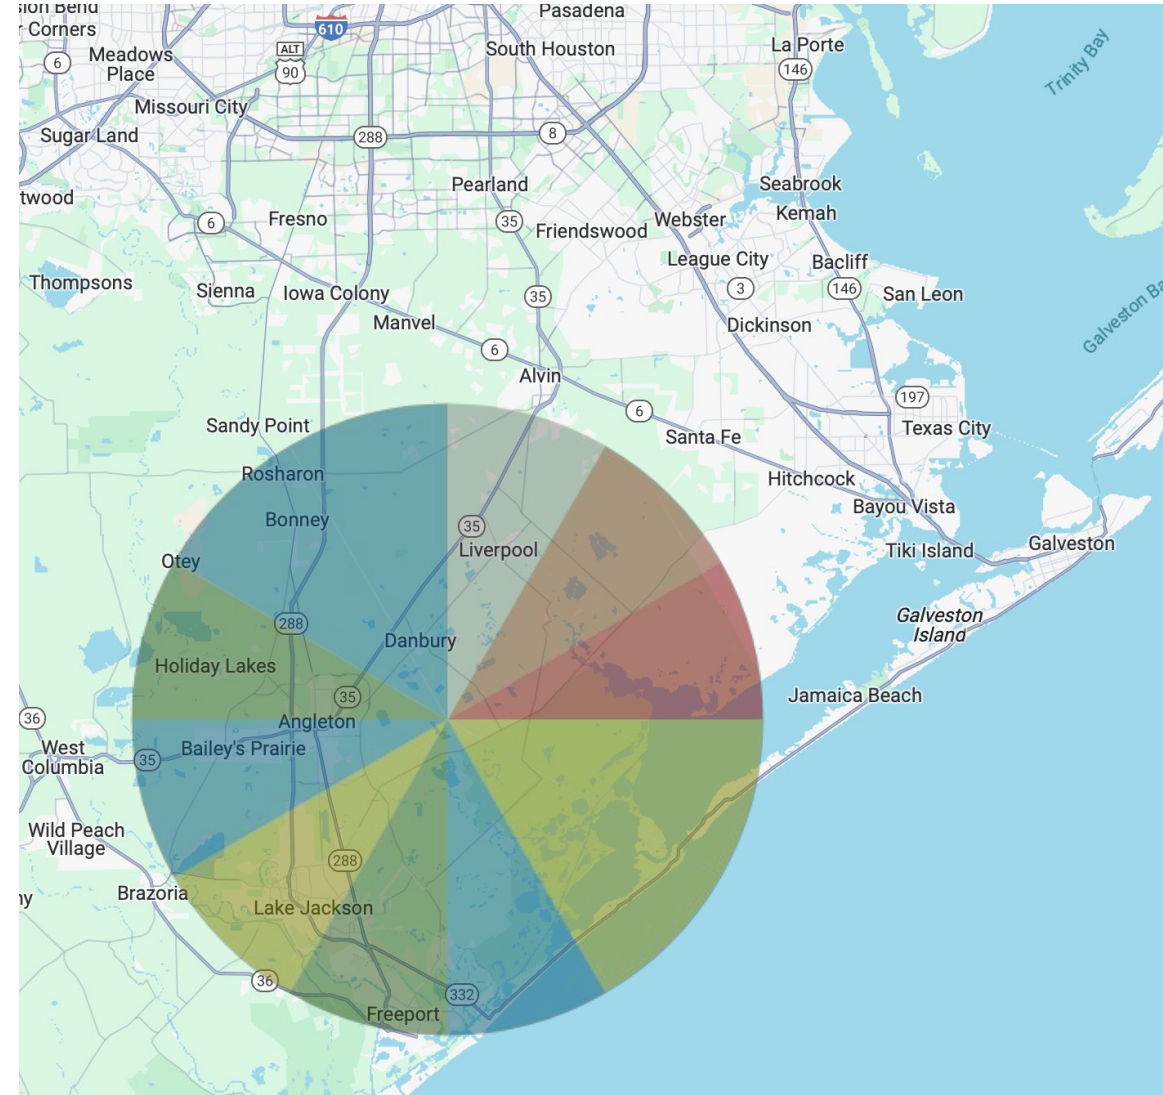 sion Bend
r Corners
610
Pasadena
6
Meadows
Place
ALT
90
South Houston
La Porte
146
Trinity Bay
Missouri City
Sugar Land
288
8
twood
Pearland
Seabrook
6
Fresno
35
Friendswood
Webster
Kemah
League City
Bacliff
Thompsons
Sienna
Iowa Colony
35
3
146
San Leon
Galveston Ba
Manvel
Dickinson
6
Alvin
197
6
Sandy Point
Santa Fe
Texas City
Rosharon
Hitchcock
Bonney
35
Bayou Vista
Otey
Liverpool
Tiki Island
Galveston
288
Danbury
Galveston
Island
Holiday Lakes
35
Jamaica Beach
36
Angleton
West
Columbia
35
Bailey's Prairie
Wild Peach
Village
288
ny
Brazoria
Lake Jackson
36
332
Freeport